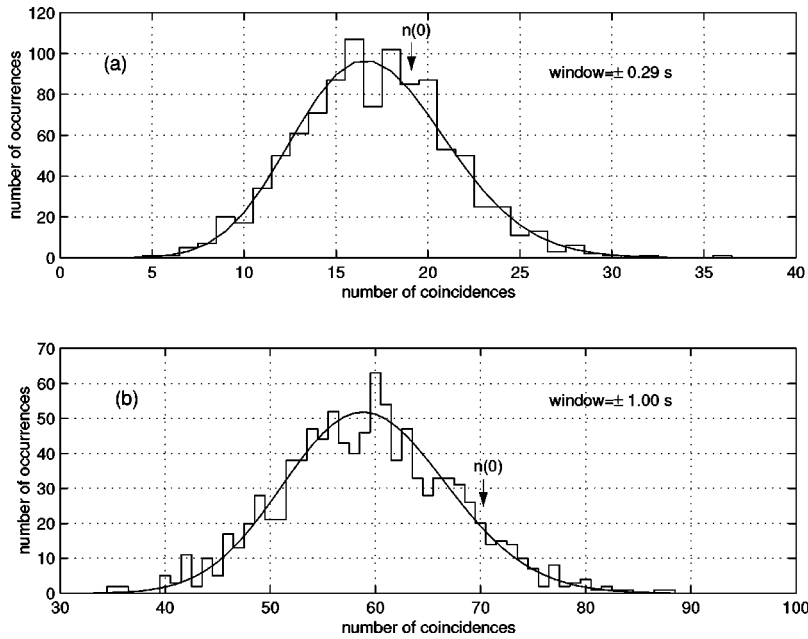 120
100
80
60
40
20
0
number of occurrences
(a)
n(0)
window=± 0.29 s
0 5 10 15 20 25 30 35 40
number of coincidences
70
60
50
40
30
20
10
0
number of occurrences
(b)
window=± 1.00 s
n(0)
30 40 50 60 70 80 90 100
number of coincidences